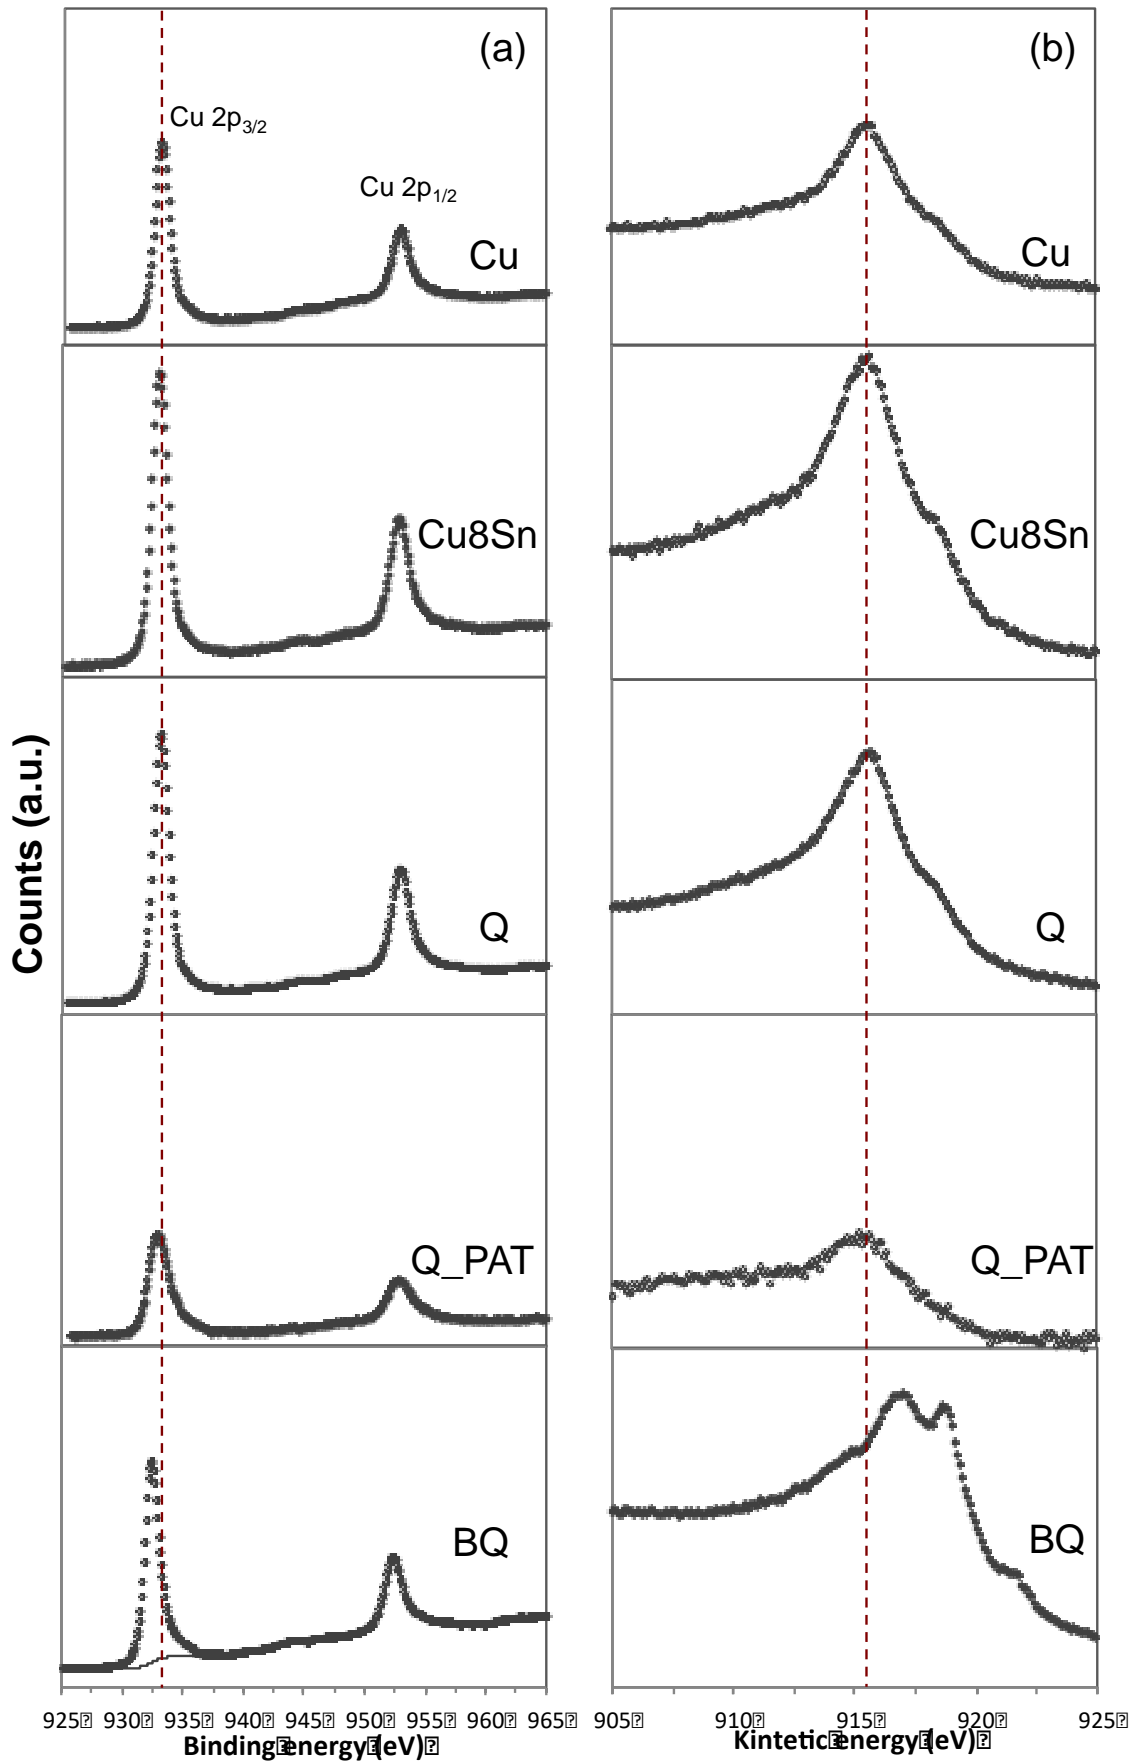 (a)
(b)
Cu 2p3/2
Cu 2p1/2
Cu
Cu
Cu8Sn
Cu8Sn
Counts (a.u.)
Q
Q
Q_PAT
Q_PAT
BQ
BQ
925⍰ 930⍰ 935⍰ 940⍰ 945⍰ 950⍰ 955⍰ 960⍰ 965⍰
905⍰ 910⍰ 915⍰ 920⍰ 925⍰
Binding⍰energy⍰(eV)⍰
Kintetic⍰energy⍰(eV)⍰